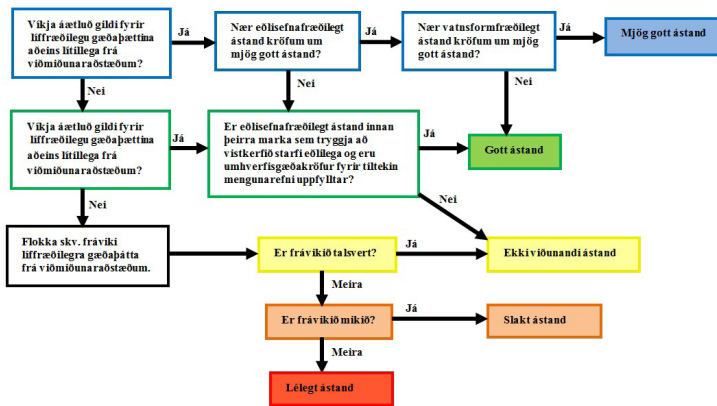 Víkja áætluð gildi fyrir
líffræðilegu gæðaþættina
aðeins lítillega frá
viðmiðunaraðstæðum?
Já
Nær eðlisefnafræðilegt
ástand kröfum um
mjög gott ástand?
Já
Nær vatnsformfræðilegt
ástand kröfum um mjög
gott ástand?
Já
Mjög gott ástand
Nei
Nei
Nei
Víkja áætluð gildi fyrir
líffræðilegu gæðaþættina
aðeins lítillega frá
viðmiðunaraðstæðum?
Já
Er eðlisefnafræðilegt ástand innan
þeirra marka sem tryggja að
vistkerfið starfi eðlilega og eru
umhverfisgæðakröfur fyrir tiltekin
mengunarefni uppfylltar?
Já
Gott ástand
Nei
Nei
Flokka skv. fráviki
líffræðilegra gæðaþátta
frá viðmiðunaraðstæðum.
Er frávikið talsvert?
Já
Ekki viðunandi ástand
Meira
Er frávikið mikið?
Já
Slakt ástand
Meira
Lélegt ástand